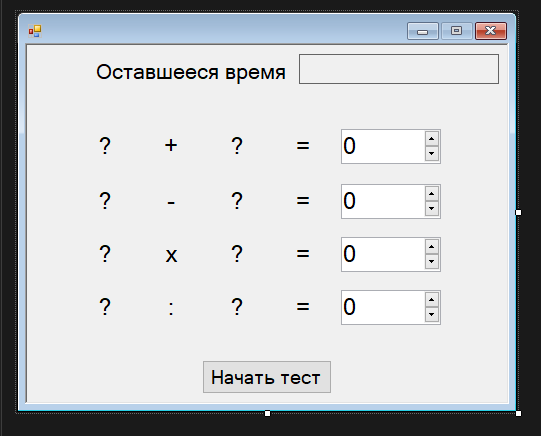 Оставшееся время
? + ? = 0
? - ? = 0
? x ? = 0
? : ? = 0
Начать тест